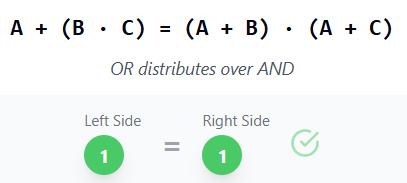 A + (B · C) = (A + B) · (A + C)
OR distributes over AND
Left Side Right Side
1 = 1